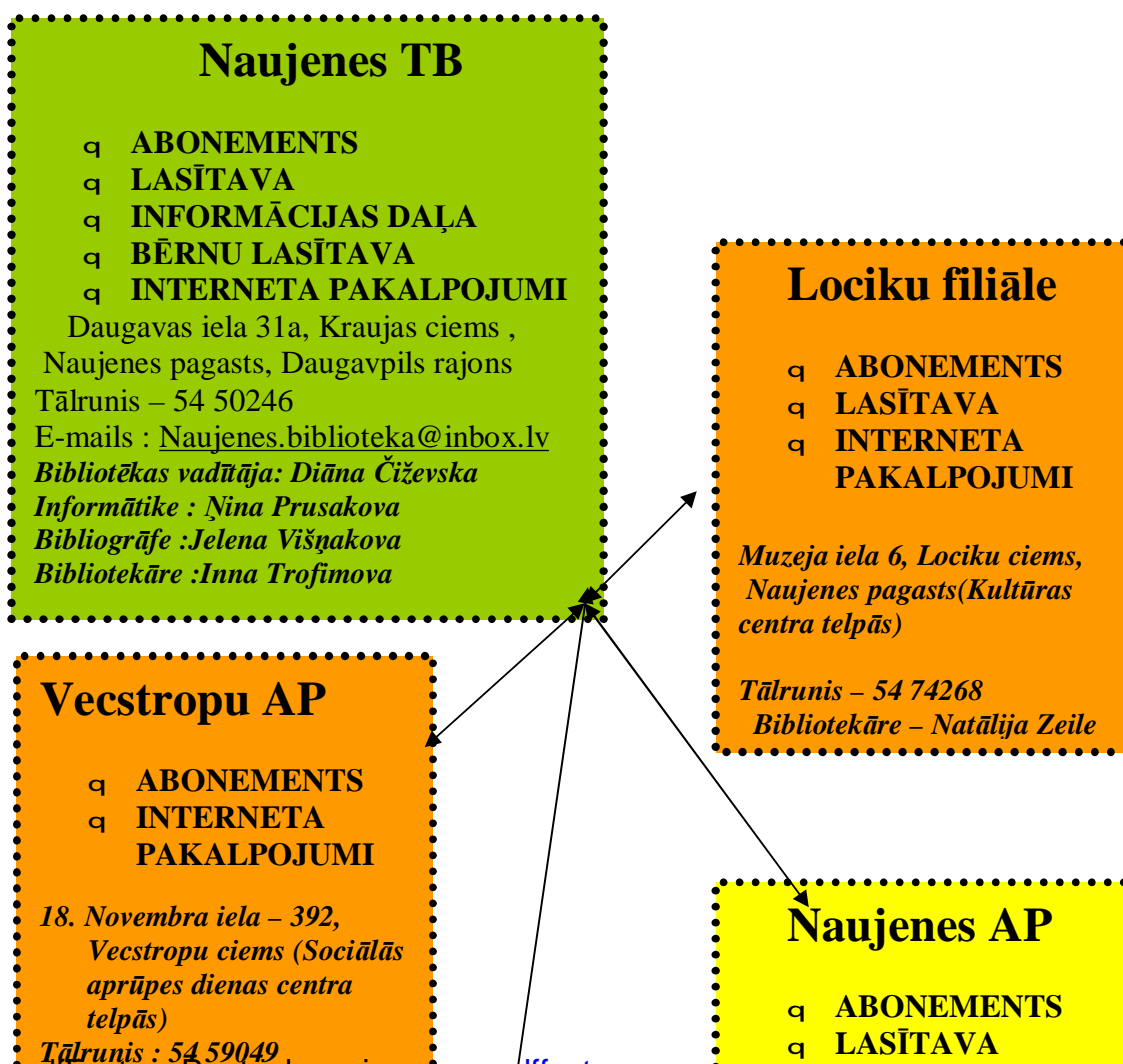 Naujenes TB
q ABONEMENTS
q LASĪTAVA
q INFORMĀCIJAS DAĻA
q BĒRNU LASĪTAVA
q INTERNETA PAKALPOJUMI
Daugavas iela 31a, Kraujas ciems ,
Naujenes pagasts, Daugavpils rajons
Tālrunis – 54 50246
E-mails : Naujenes.biblioteka@inbox.lv
Bibliotēkas vadītāja: Diāna Čiževska
Informātike : Ņina Prusakova
Bibliogrāfe :Jelena Višņakova
Bibliotekāre :Inna Trofimova
Lociku filiāle
q ABONEMENTS
q LASĪTAVA
q INTERNETA
PAKALPOJUMI
Muzeja iela 6, Lociku ciems,
Naujenes pagasts(Kultūras
centra telpās)
Tālrunis – 54 74268
Bibliotekāre – Natālija Zeile
Vecstropu AP
q ABONEMENTS
q INTERNETA
PAKALPOJUMI
18. Novembra iela – 392,
Vecstropu ciems (Sociālās
aprūpes dienas centra
telpās)
Tālrunis : 54 59049
Naujenes AP
q ABONEMENTS
q LASĪTAVA